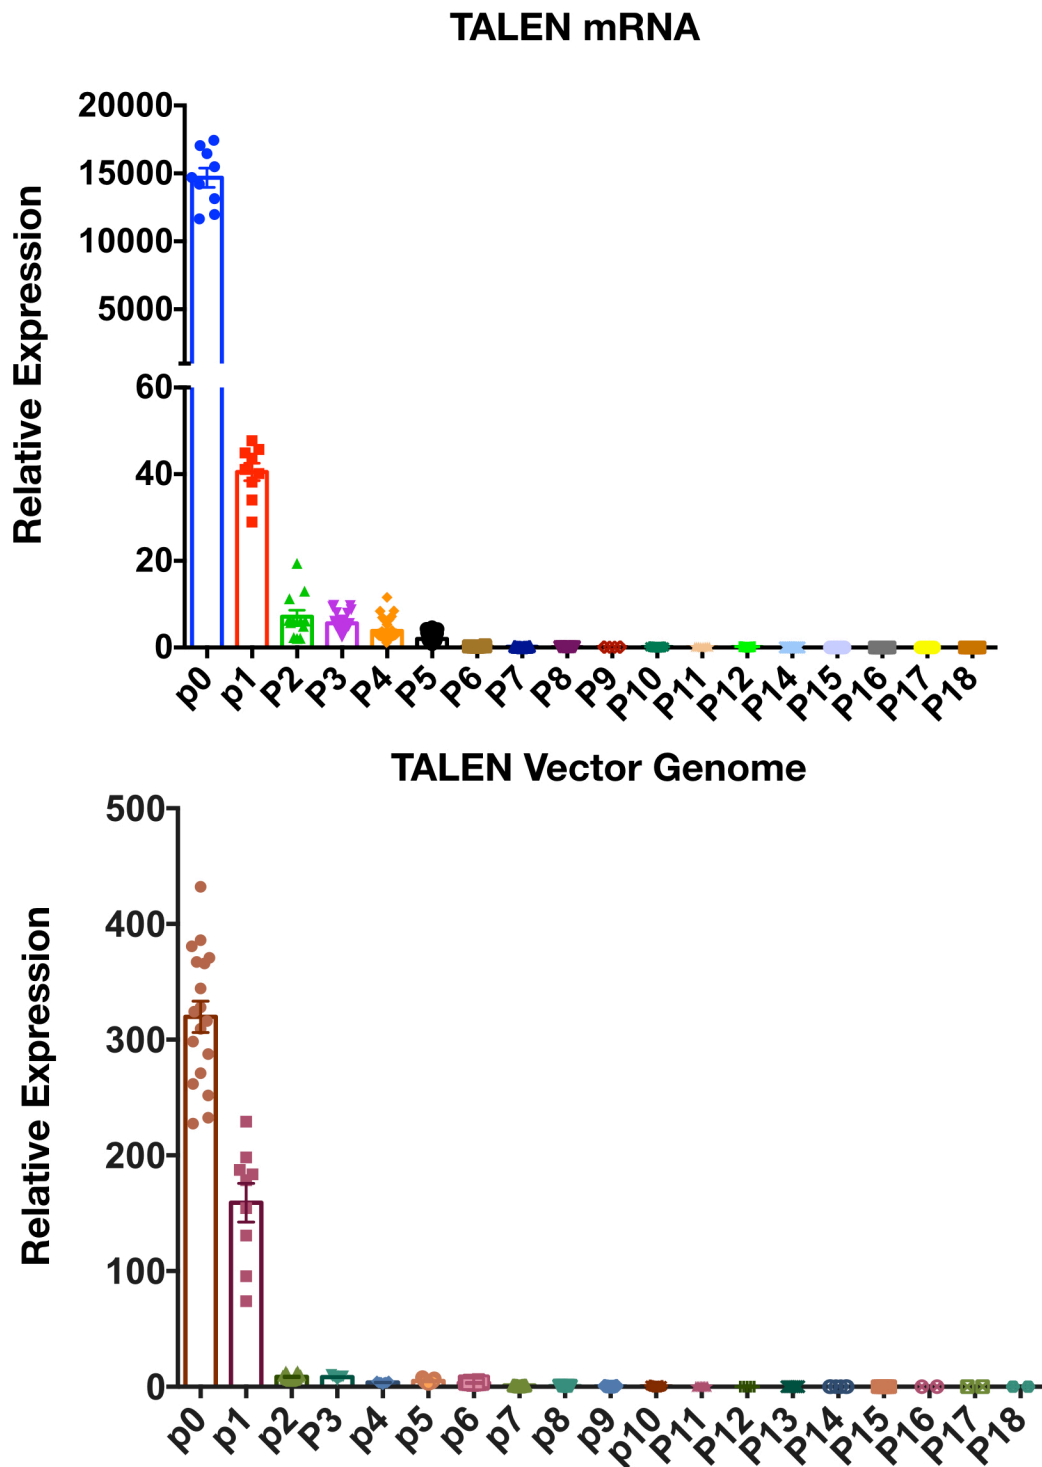 TALEN mRNA
Relative Expression
20000
15000
10000
5000
60
40
20
0
p0 p1 P2 P3 P4 P5 P6 P7 P8 P9 P10 P11 P12 P14 P15 P16 P17 P18
TALEN Vector Genome
Relative Expression
500
400
300
200
100
0
p0 p1 p2 P3 p4 p5 p6 p7 p8 p9 p10 P11 P12 P13 P14 P15 P16 P17 P18